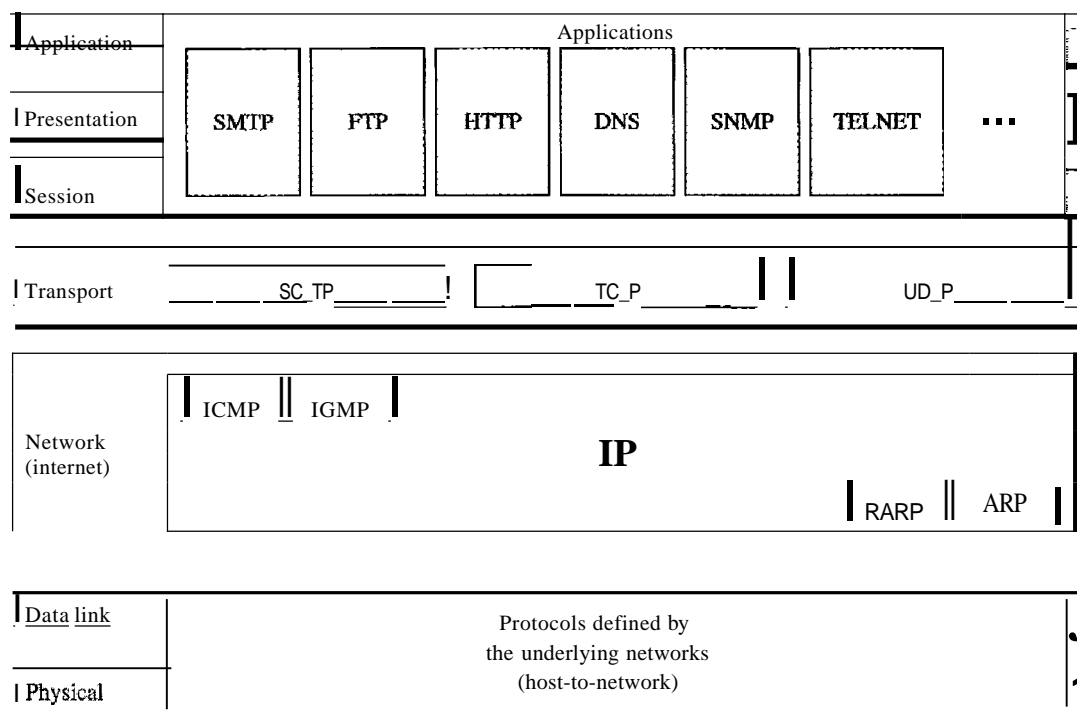 Application
Applications
Presentation
SMTP FTP HTTP DNS SNMP TELNET ...
Session
Transport
SC_TP TC_P UD_P
ICMP IGMP
Network
(internet)
IP
RARP ARP
Data link
Protocols defined by
the underlying networks
(host-to-network)
Physical